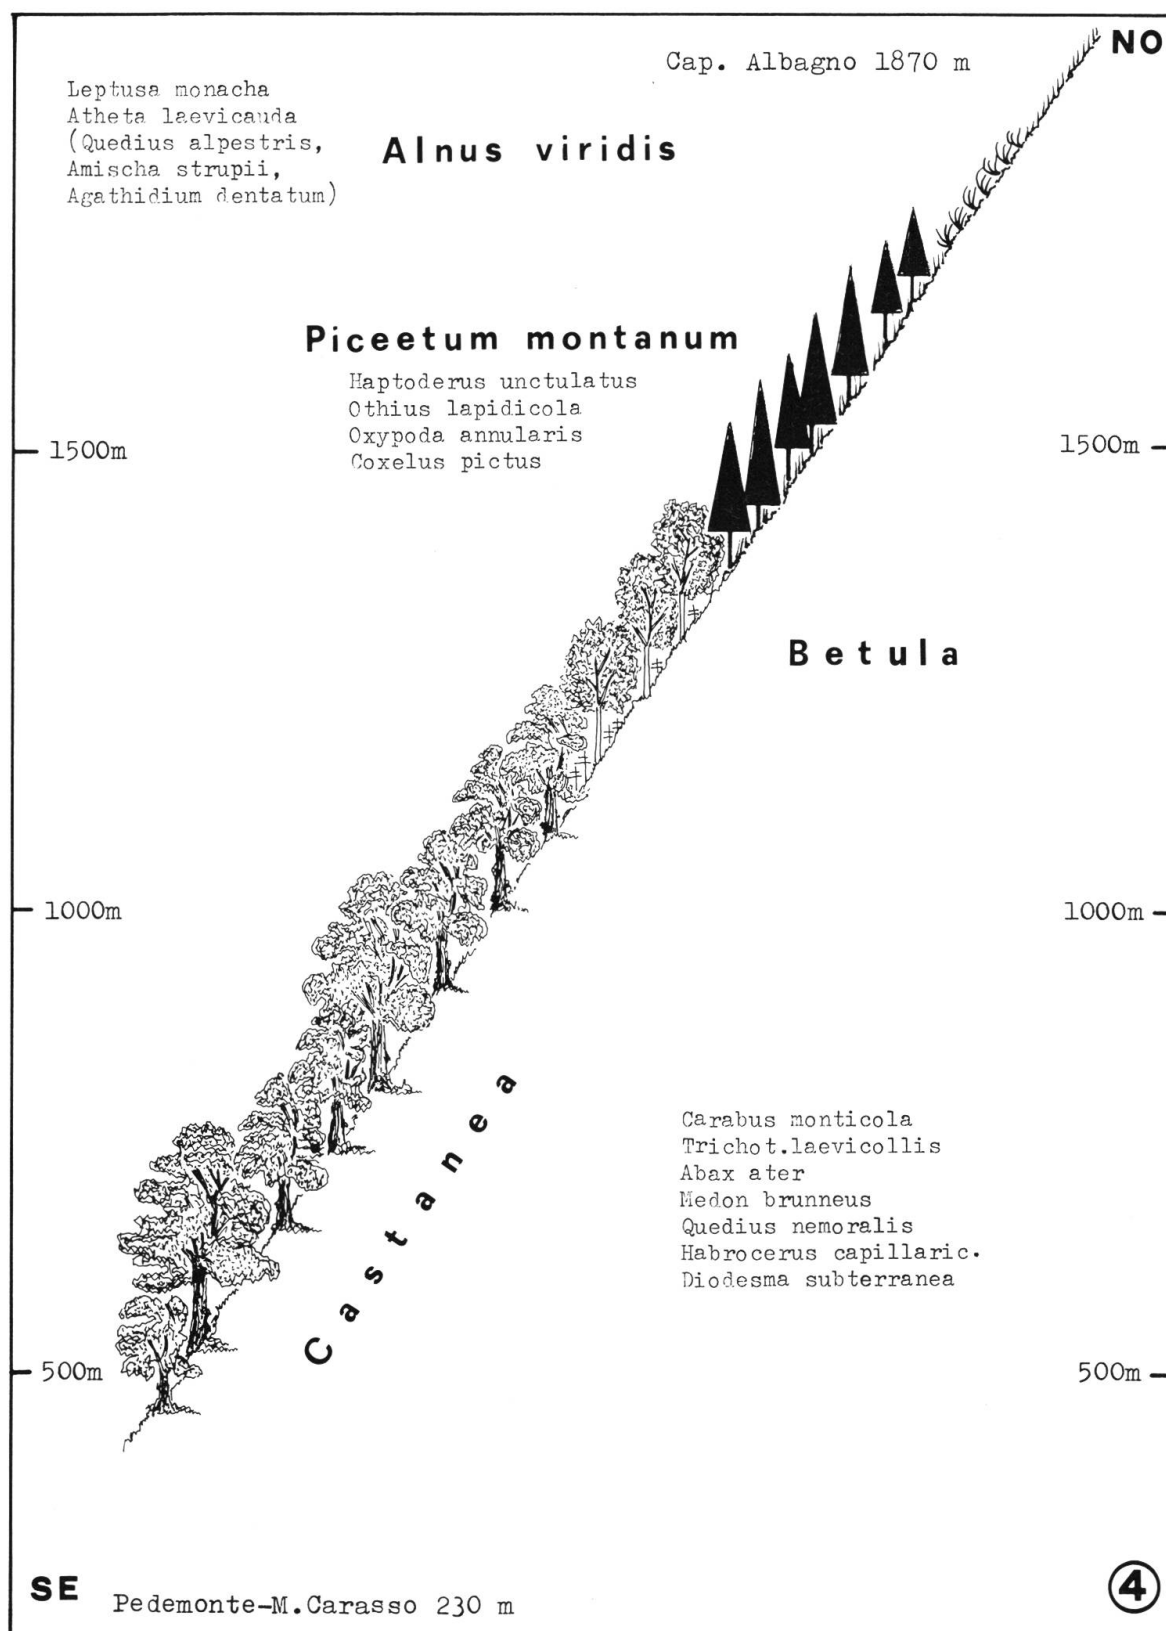 NO
Cap. Albagno 1870 m
Leptusa monacha
Atheta laevicauda
(Quedius alpestris,
Amischa strupii,
Agathidium dentatum)
Alnus viridis
Piceetum montanum
Haptoderus unctulatus
Othius lapidicola
Oxypoda annularis
Coxelus pictus
1500m
1500m
Betula
1000m
1000m
Castanea
Carabus monticola
Trichot.laevicollis
Abax ater
Medon brunneus
Quedius nemoralis
Habrocerus capillaric.
Diodesma subterranea
500m
500m
SE
Pedemonte-M.Carasso 230 m
4